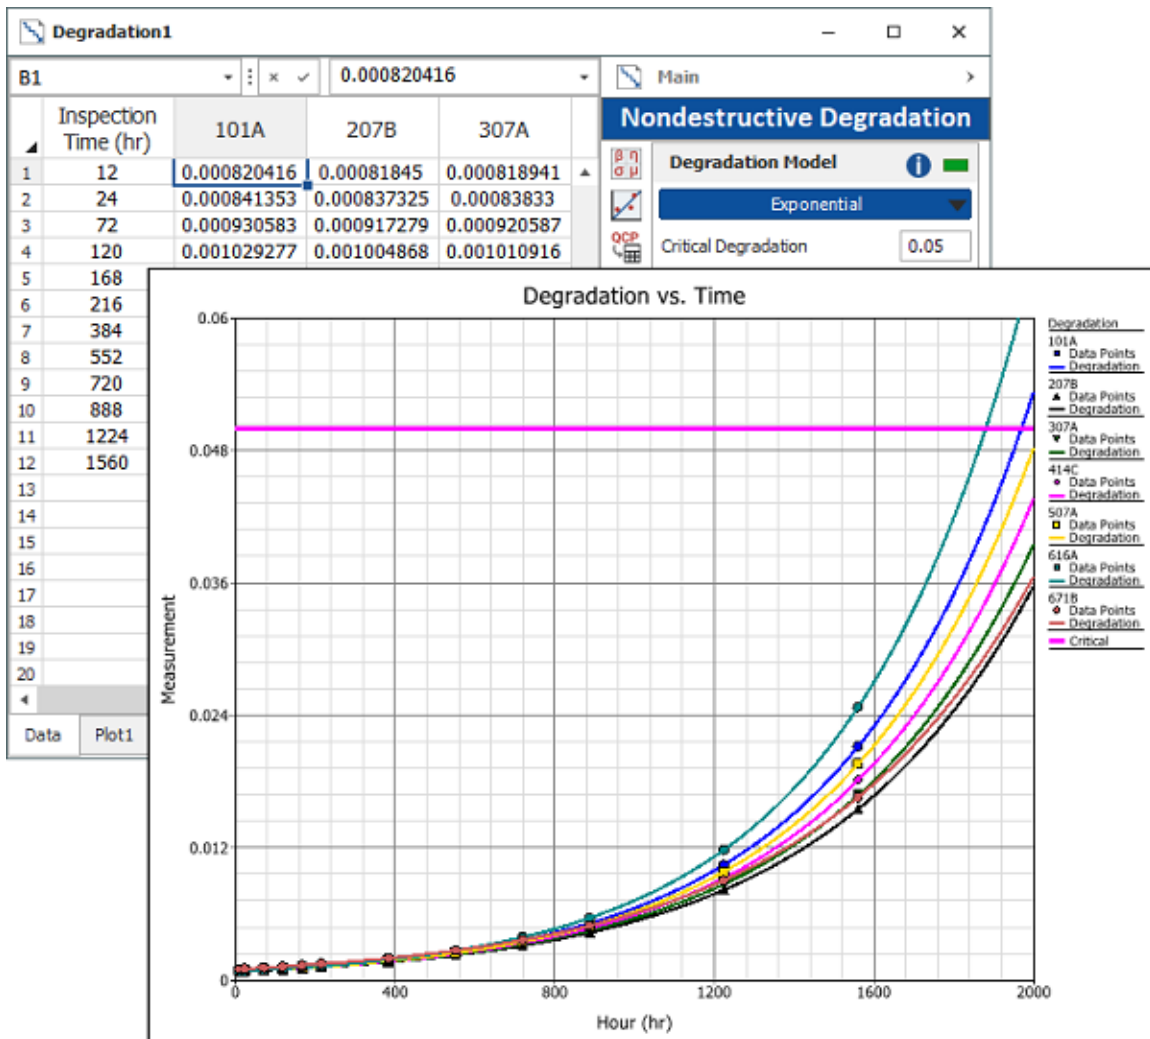 Degradation1
B1
0.000820416
Main
Inspection Time (hr) 101A 207B 307A
Nondestructive Degradation
1 12 0.000820416 0.00081845 0.000818941
β η
σ μ
Degradation Model
2 24 0.000841353 0.000837325 0.00083833
Exponential
3 72 0.000930583 0.000917279 0.000920587
4 120 0.001029277 0.001004868 0.001010916
QCP
Critical Degradation 0.05
5 168
6 216
7 384
8 552
9 720
10 888
11 1224
12 1560
13
14
15
16
17
18
19
20
Data Plot1
Degradation vs. Time
0.06
0.048
0.036
0.024
0.012
0
Measurement
0 400 800 1200 1600 2000
Hour (hr)
Degradation
101A
Data Points
Degradation
207B
Data Points
Degradation
307A
Data Points
Degradation
414C
Data Points
Degradation
507A
Data Points
Degradation
616A
Data Points
Degradation
671B
Data Points
Degradation
Critical